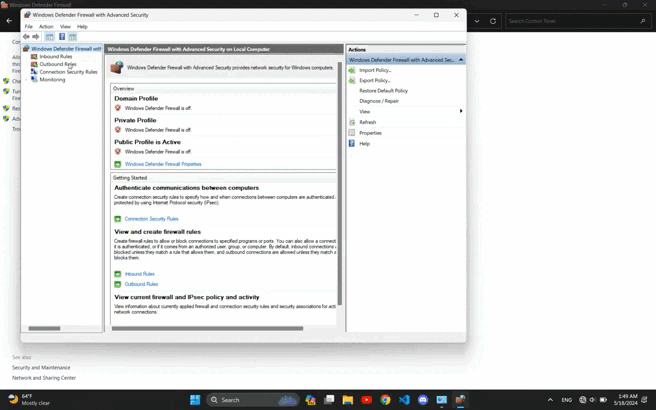 Windows Defender Firewall
Windows Defender Firewall with Advanced Security
File Action View Help
Search Control Panel
Windows Defender Firewall with
Inbound Rules
Outbound Rules
Connection Security Rules
Monitoring
Windows Defender Firewall with Advanced Security on Local Computer
Windows Defender Firewall with Advanced Security provides network security for Windows computers.
Overview
Domain Profile
Windows Defender Firewall is off.
Private Profile
Windows Defender Firewall is off.
Public Profile is Active
Windows Defender Firewall is off.
Windows Defender Firewall Properties
Getting Started
Authenticate communications between computers
Create connection security rules to specify how and when connections between computers are authenticated
protected by using Internet Protocol security (IPsec).
Connection Security Rules
View and create firewall rules
Create firewall rules to allow or block connections to specified programs or ports. You can also allow a connect
it is authenticated, or if it comes from an authorized user, group, or computer. By default, inbound connections
blocked unless they match a rule that allows them, and outbound connections are allowed unless they match a
blocks them.
Inbound Rules
Outbound Rules
View current firewall and IPsec policy and activity
View information about currently applied firewall and connection security rules and security associations for acti
network connections.
Actions
Windows Defender Firewall with Advanced Sec...
Import Policy...
Export Policy...
Restore Default Policy
Diagnose / Repair
View
Refresh
Properties
Help
See also
Security and Maintenance
Network and Sharing Center
64°F
Mostly clear
Search
ENG
1:49 AM
5/18/2024